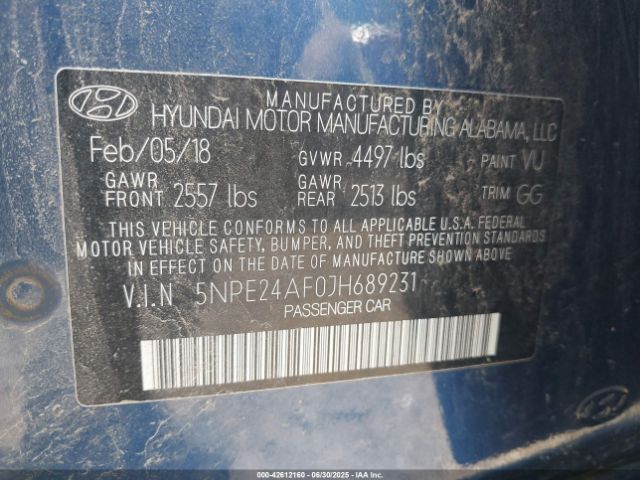 MANUFACTURED BY
HYUNDAI MOTOR MANUFACTURING ALABAMA, LLC
Feb/05/18 GVWR 4497 lbs PAINT VU
GAWR FRONT 2557 lbs GAWR REAR 2513 lbs TRIM GG
THIS VEHICLE CONFORMS TO ALL APPLICABLE U.S.A. FEDERAL
MOTOR VEHICLE SAFETY, BUMPER, AND THEFT PREVENTION STANDARDS
IN EFFECT ON THE DATE OF MANUFACTURE SHOWN ABOVE
V.I.N 5NPE24AF0JH689231
PASSENGER CAR
000-42612160 - 06/30/2025 - IAAI.COM